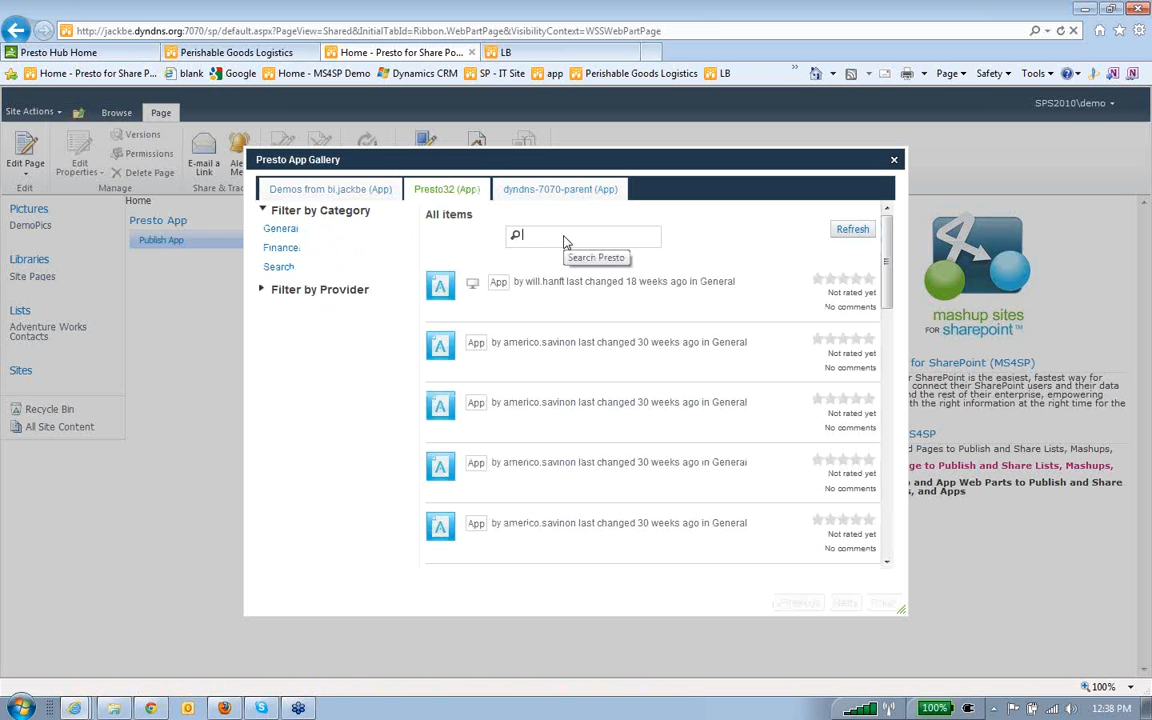 http://jackbe.dyndns.org:7070/sp/default.aspx?PageView=Shared&InitialTabId=Ribbon.WebPartPage&VisibilityContext=WSSWebPartPage
Presto Hub Home
Perishable Goods Logistics
Home - Presto for Share Po...
LB
Home - Presto for Share P...
blank
Google
Home - MS4SP Demo
Dynamics CRM
SP - IT Site
app
Perishable Goods Logistics
LB
Page
Safety
Tools
Site Actions
Browse
Page
SPS2010\demo
Edit Page
Edit
Properties
Versions
Permissions
Delete Page
E-mail a
Link
Edit
Manage
Presto App Gallery
Demos from bi.jackbe (App)
Presto32 (App)
dyndns-7070-parent (App)
Filter by Category
General
Finance.
Search
Filter by Provider
All items
Search Presto
Refresh
App by will.hanft last changed 18 weeks ago in General
Not rated yet
No comments
App by americo.savinon last changed 30 weeks ago in General
Not rated yet
No comments
App by americo.savinon last changed 30 weeks ago in General
Not rated yet
No comments
App by americo.savinon last changed 30 weeks ago in General
Not rated yet
No comments
App by americo.savinon last changed 30 weeks ago in General
Not rated yet
No comments
Pictures
DemoPics
Libraries
Site Pages
Lists
Adventure Works
Contacts
Sites
Recycle Bin
All Site Content
Home
Presto App
Publish App
mashup sites
FOR sharepoint™
for SharePoint (MS4SP)
for SharePoint is the easiest, fastest way for
connect their SharePoint users and their data
and the rest of their enterprise, empowering
with the right information at the right time for the
MS4SP
d Pages to Publish and Share Lists, Mashups,
ge to Publish and Share Lists, Mashups,
p and App Web Parts to Publish and Share
s, and Apps
100%
100%
12:38 PM